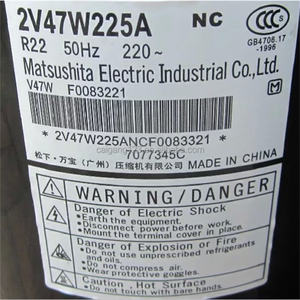 2V47W225A NC
R22 50Hz 220~
GB4706.17
-1996
Matsushita Electric Industrial Co.,Ltd.
V47W F0083221
* 2V47W225ANCF0083221 *
7077345C
松下·万宝（广州）压缩机有限公司 MADE IN CHINA
WARNING/DANGER
Danger of Electric Shock
Earth the equipment.
Disconnect power before work.
Mount the terminal cover in place.
Danger of Explosion or Fire
Do not use unprescribed refrigerants
and oils.
Do not compress air.
Wear protective goggles.
Caution, Hot Surface
Do not touch with bare hands.